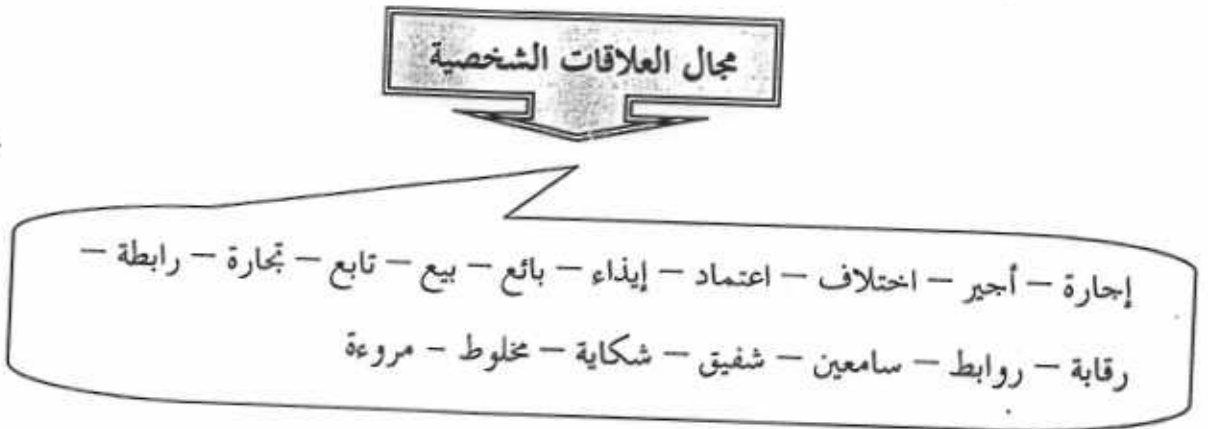 مجال العلاقات الشخصية
إجارة – أجير – اختلاف – اعتماد – إيذاء – بائع – بيع – تابع – تجارة – رابطة –
رقابة – روابط – سامعين – شفيق – شكاية – مخلوط – مروءة